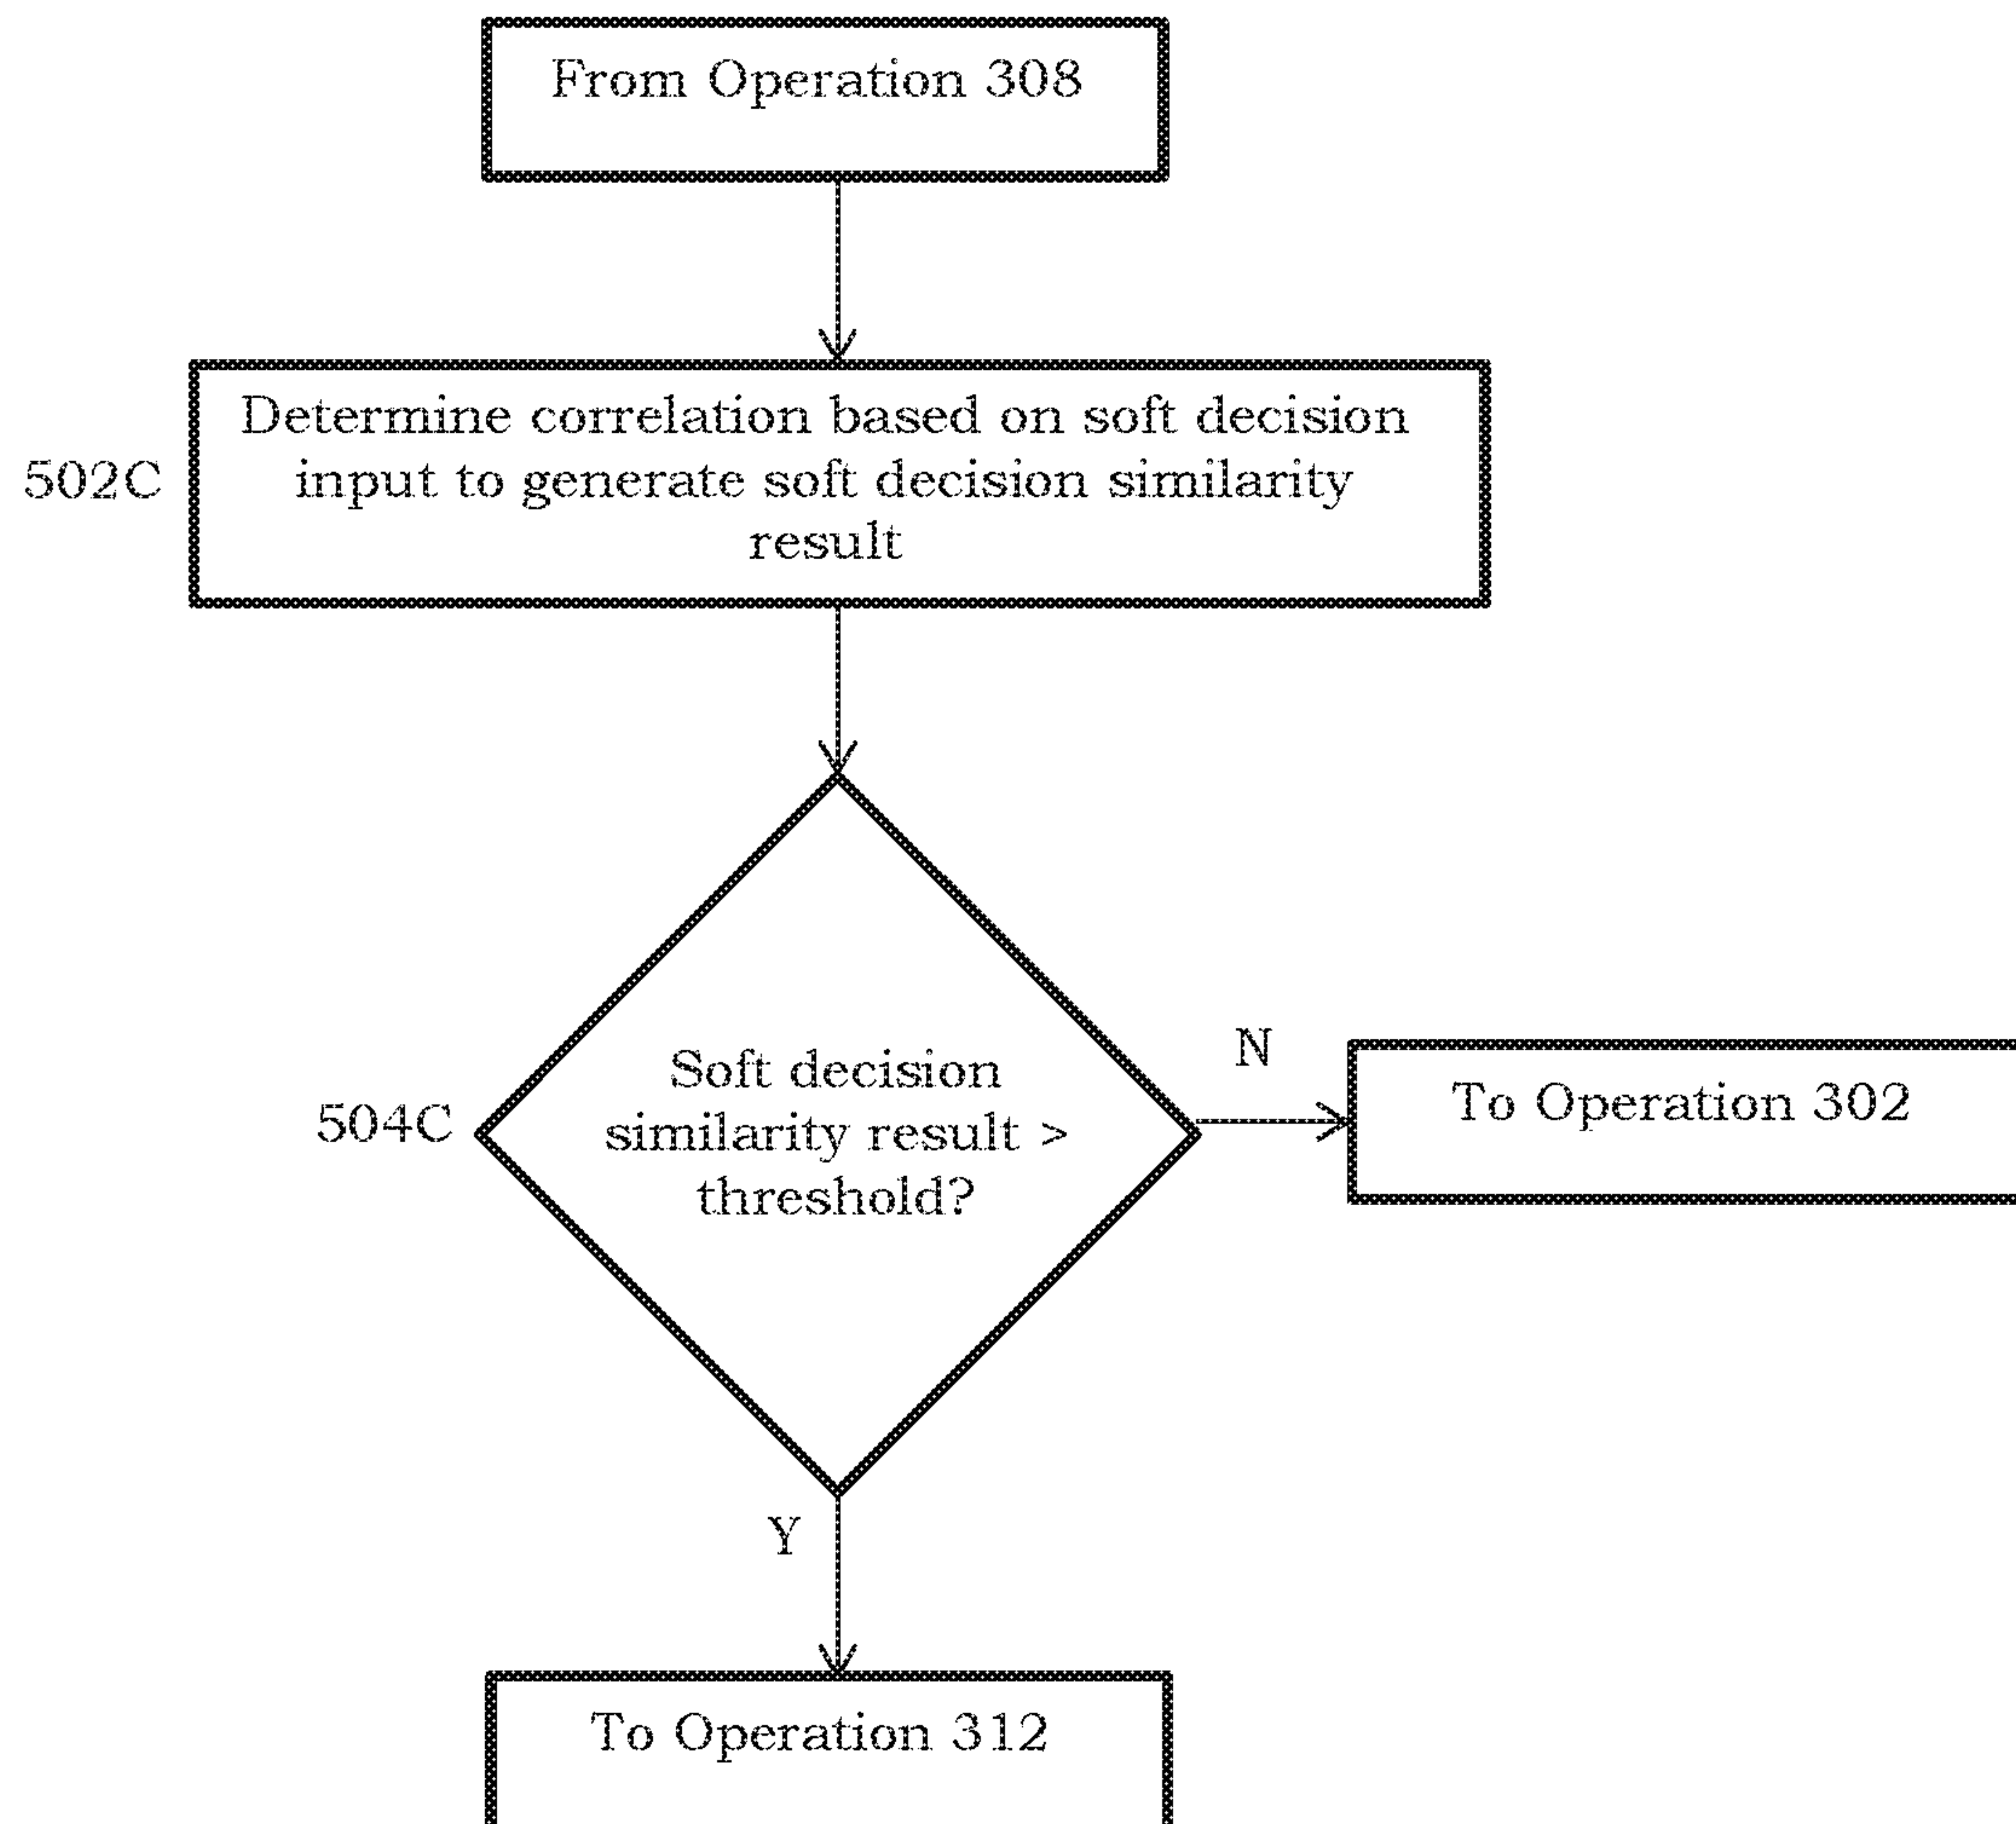 From Operation 308
Determine correlation based on soft decision
input to generate soft decision similarity
result
502C
Soft decision
similarity result >
threshold?
504C
N
To Operation 302
Y
To Operation 312